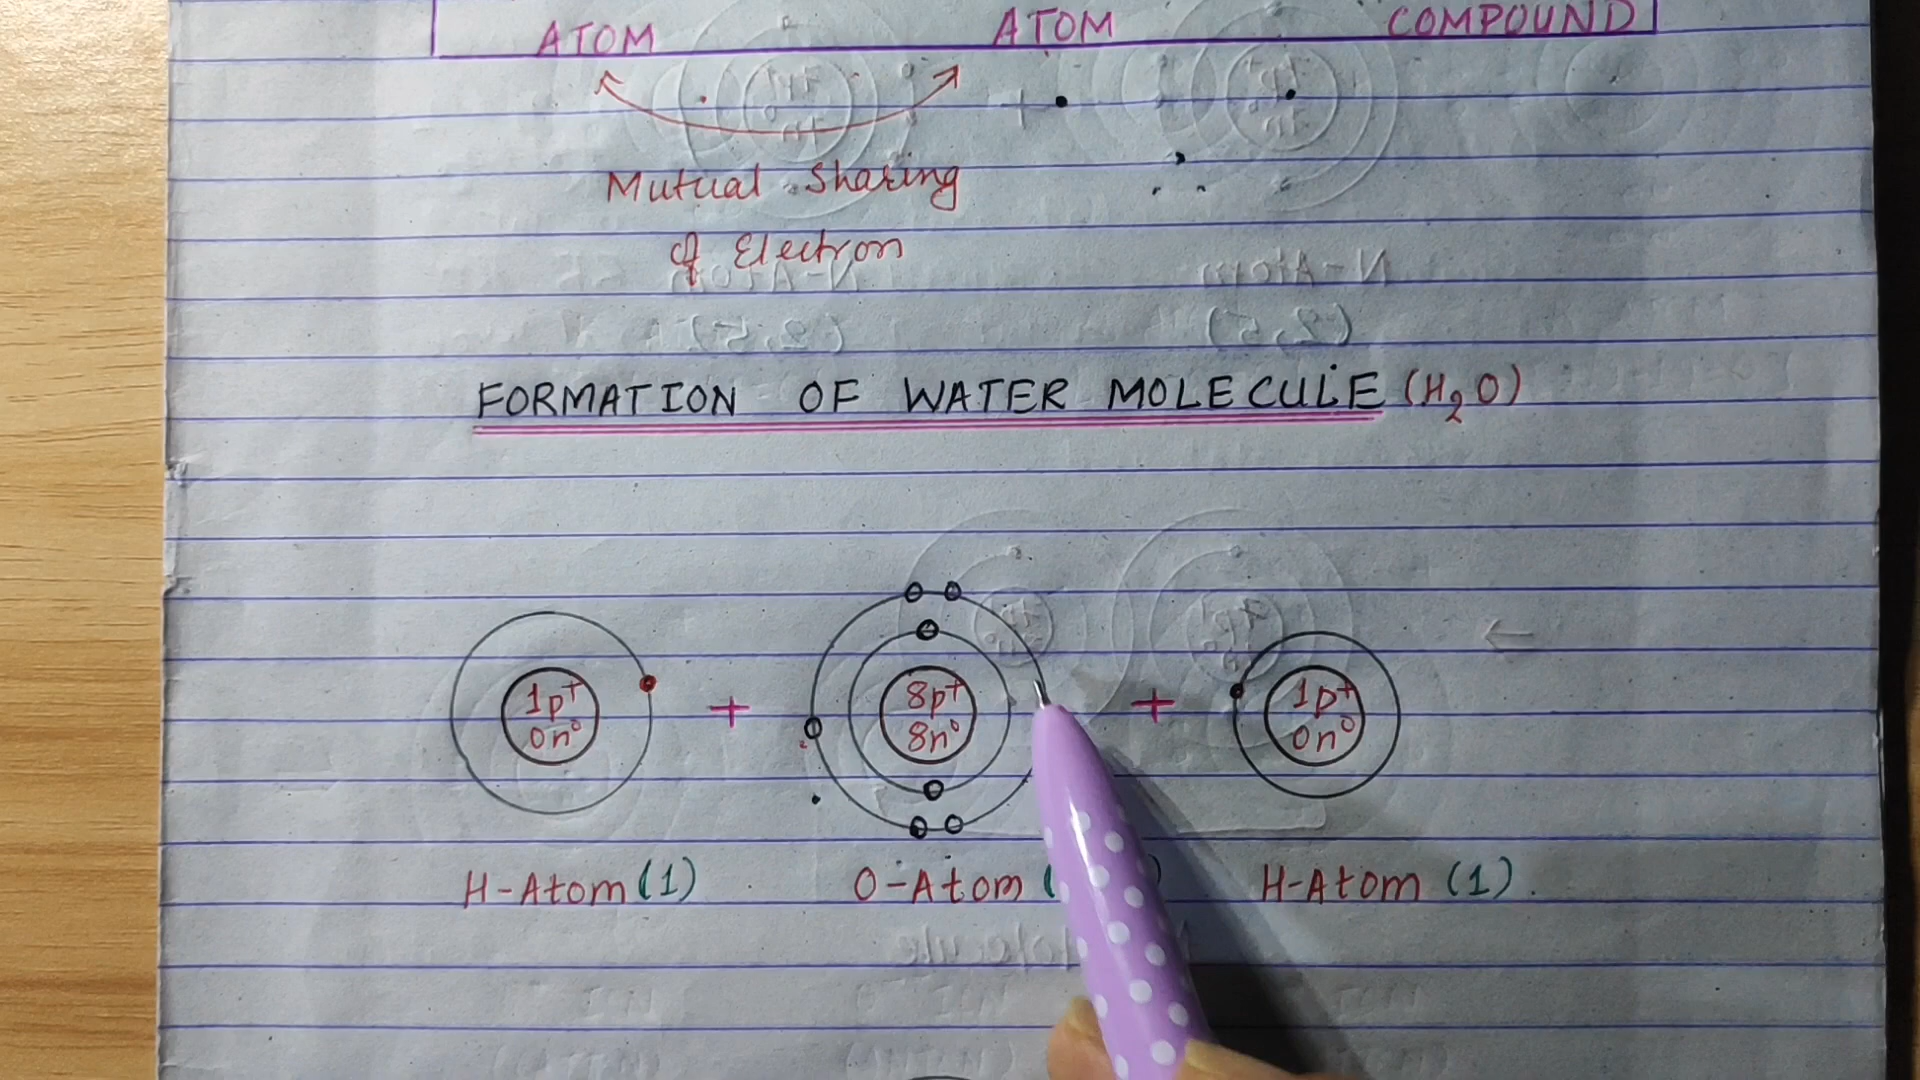 ATOM ATOM COMPOUND
Mutual Sharing
of Electron
FORMATION OF WATER MOLECULE (H₂O)
1p⁺ + 8p⁺ + 1p⁺
0n⁰ 8n⁰ 0n⁰
H-Atom (1) O-Atom ( ) H-Atom (1).